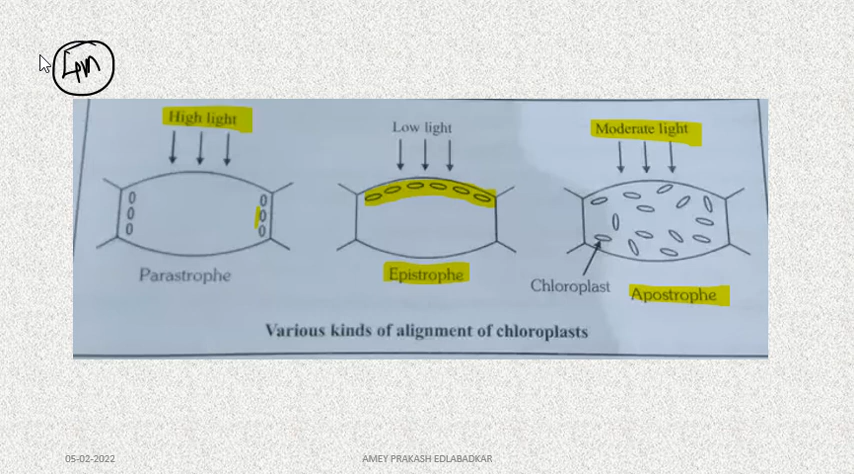 High light
Low light
Moderate light
Parastrophe
Epistrophe
Chloroplast
Apostrophe
Various kinds of alignment of chloroplasts
05-02-2022
AMEY PRAKASH EDLABADKAR